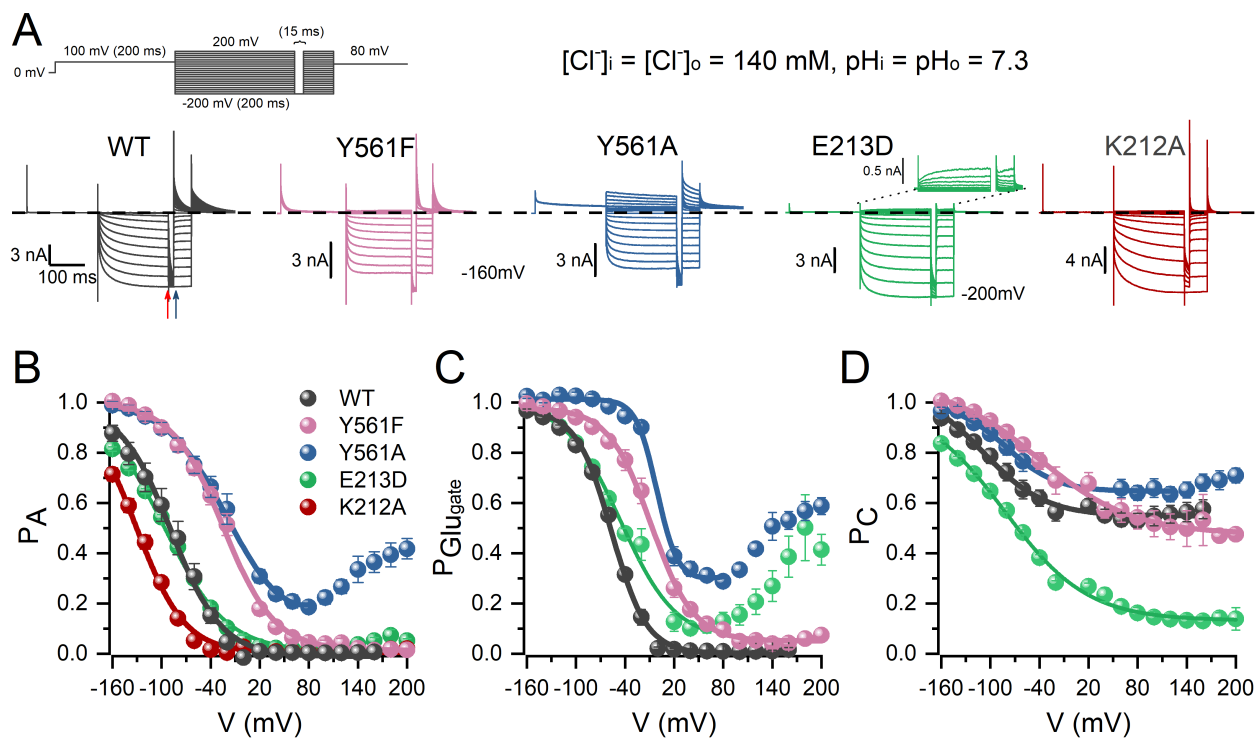 A
100 mV (200 ms)
200 mV
(15 ms)
80 mV
0 mV
-200 mV (200 ms)
[Cl-]i = [Cl-]o = 140 mM, pHi = pHo = 7.3
WT
Y561F
Y561A
E213D
K212A
0.5 nA
3 nA
100 ms
3 nA
-160mV
3 nA
3 nA
-200mV
4 nA
B
C
D
WT
Y561F
Y561A
E213D
K212A
PA
1.0
0.8
0.6
0.4
0.2
0.0
-160 -100 -40 20 80 140 200
V (mV)
PGlugate
1.0
0.8
0.6
0.4
0.2
0.0
-160 -100 -40 20 80 140 200
V (mV)
PC
1.0
0.8
0.6
0.4
0.2
0.0
-160 -100 -40 20 80 140 200
V (mV)